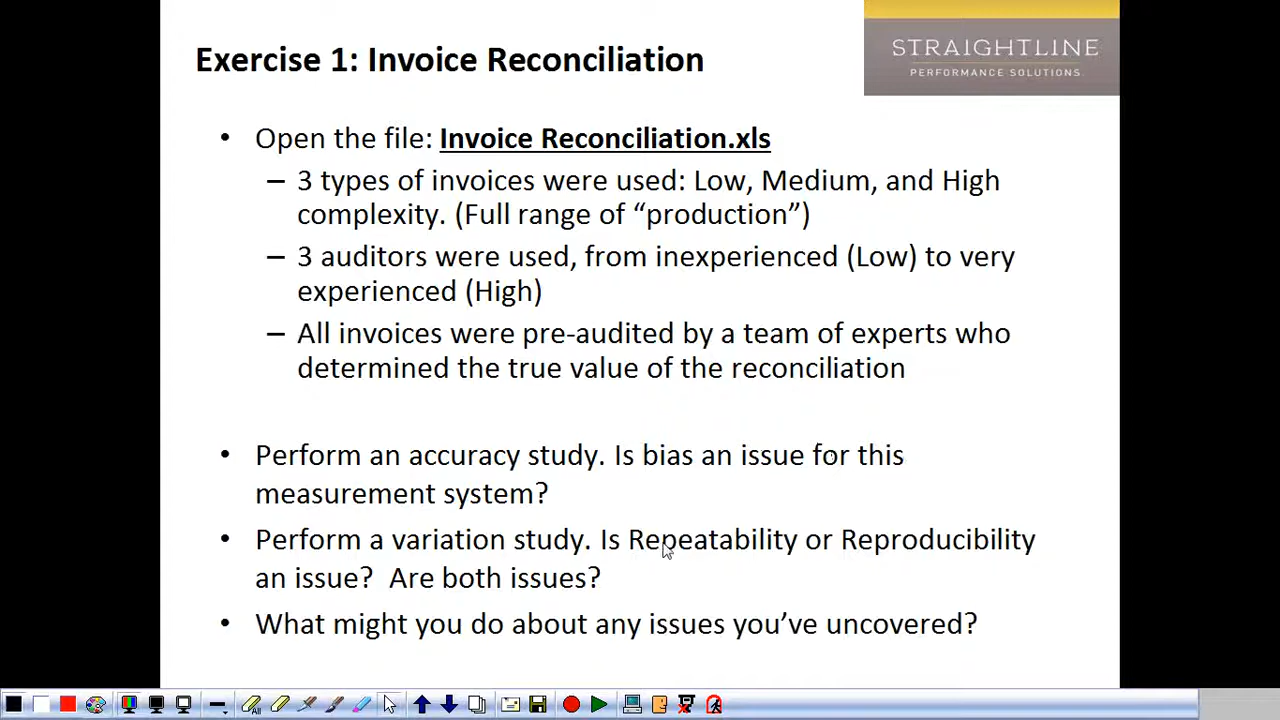 Exercise 1: Invoice Reconciliation
STRAIGHTLINE
PERFORMANCE SOLUTIONS.
• Open the file: Invoice Reconciliation.xls
– 3 types of invoices were used: Low, Medium, and High
complexity. (Full range of “production”)
– 3 auditors were used, from inexperienced (Low) to very
experienced (High)
– All invoices were pre-audited by a team of experts who
determined the true value of the reconciliation
• Perform an accuracy study. Is bias an issue for this
measurement system?
• Perform a variation study. Is Repeatability or Reproducibility
an issue?  Are both issues?
• What might you do about any issues you’ve uncovered?
All